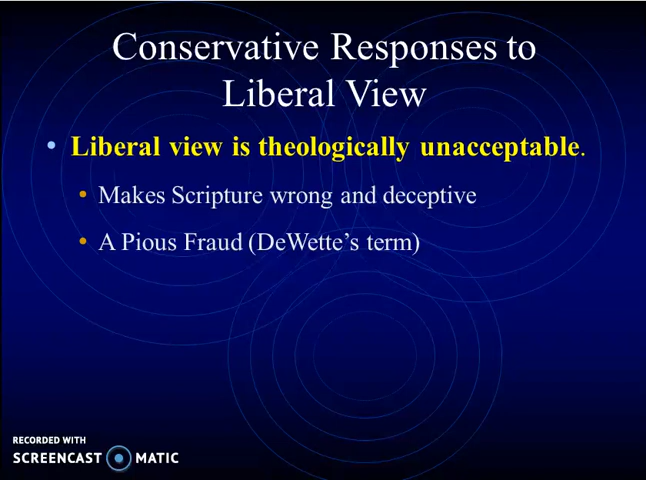 Conservative Responses to
Liberal View
• Liberal view is theologically unacceptable.
• Makes Scripture wrong and deceptive
• A Pious Fraud (DeWette’s term)
RECORDED WITH
SCREENCAST MATIC